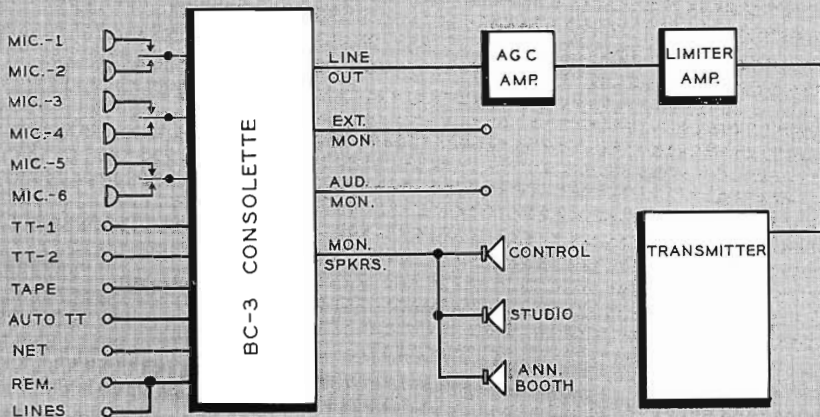 MIC.-1
MIC.-2
MIC.-3
MIC.-4
MIC.-5
MIC.-6
TT-1
TT-2
TAPE
AUTO TT
NET
REM.
LINES
BC-3 CONSOLETTE
LINE
OUT
EXT.
MON.
AUD.
MON.
MON.
SPKRS.
AGC
AMP.
LIMITER
AMP.
CONTROL
STUDIO
ANN.
BOOTH
TRANSMITTER